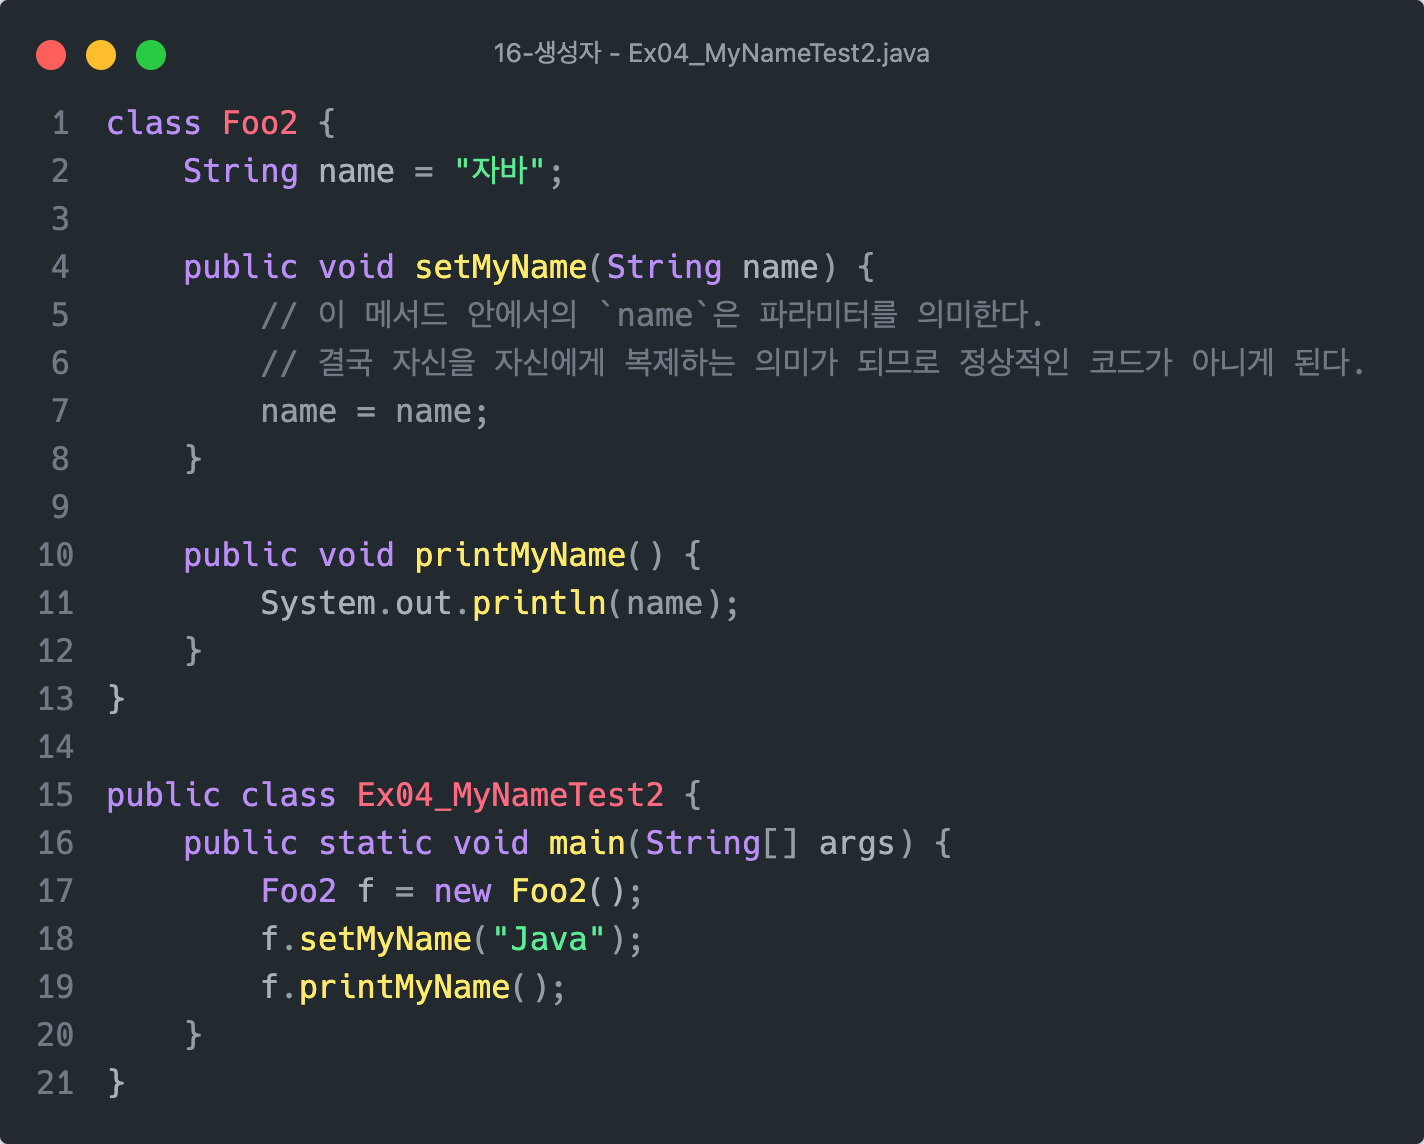 16-생성자 - Ex04_MyNameTest2.java
1 class Foo2 {
2     String name = "자바";
3
4     public void setMyName(String name) {
5         // 이 메서드 안에서의 `name`은 파라미터를 의미한다.
6         // 결국 자신을 자신에게 복제하는 의미가 되므로 정상적인 코드가 아니게 된다.
7         name = name;
8     }
9
10     public void printMyName() {
11         System.out.println(name);
12     }
13 }
14
15 public class Ex04_MyNameTest2 {
16     public static void main(String[] args) {
17         Foo2 f = new Foo2();
18         f.setMyName("Java");
19         f.printMyName();
20     }
21 }